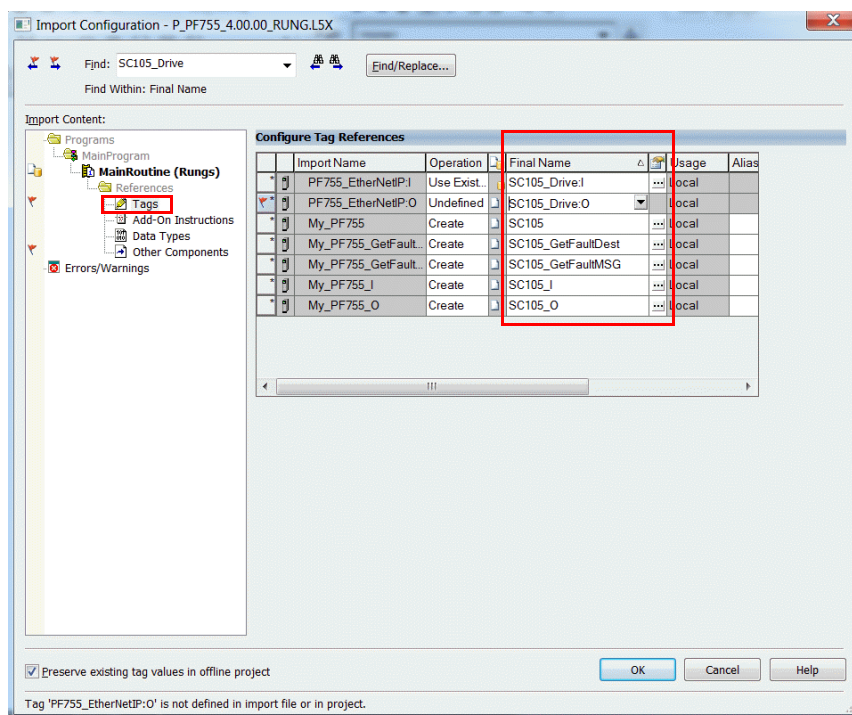 Import Configuration - P_PF755_4.00.00_RUNG.L5X
Find: SC105_Drive
Find/Replace...
Find Within: Final Name
Import Content:
Programs
MainProgram
MainRoutine (Rungs)
References
Tags
Add-On Instructions
Data Types
Other Components
Errors/Warnings
Configure Tag References
Import Name Operation Final Name Usage Alias
* PF755_EtherNetIP:I Use Exist... SC105_Drive:I ... Local
* PF755_EtherNetIP:O Undefined SC105_Drive:O Local
* My_PF755 Create SC105 ... Local
* My_PF755_GetFault... Create SC105_GetFaultDest ... Local
* My_PF755_GetFault... Create SC105_GetFaultMSG ... Local
* My_PF755_I Create SC105_I ... Local
* My_PF755_O Create SC105_O ... Local
Preserve existing tag values in offline project
OK Cancel Help
Tag 'PF755_EtherNetIP:O' is not defined in import file or in project.